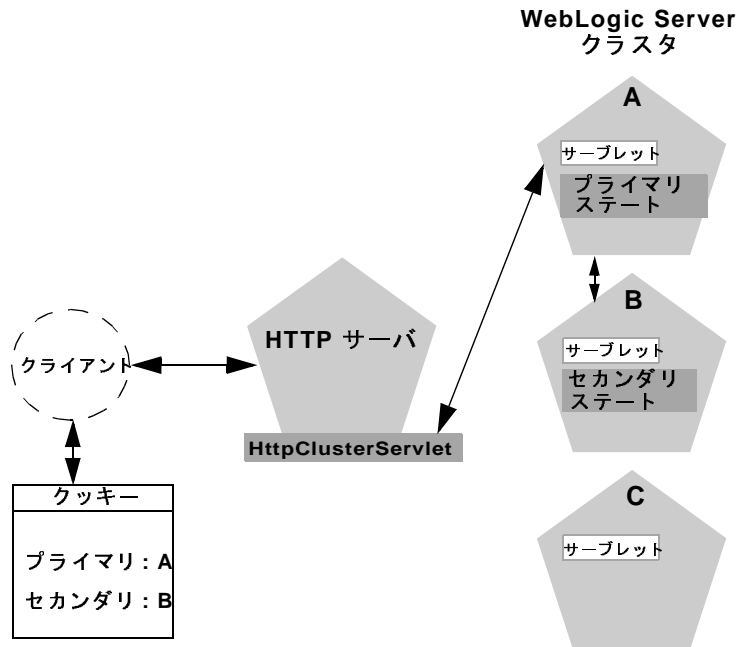 WebLogic Server
クラスタ
A
サーブレット
プライマリ
ステート
B
サーブレット
セカンダリ
ステート
C
サーブレット
HTTP サーバ
HttpClusterServlet
クライアント
クッキー
プライマリ : A
セカンダリ : B